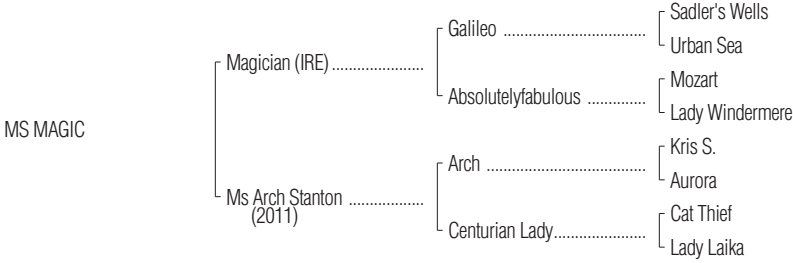 Sadler's Wells
Galileo ................................
Urban Sea
Magician (IRE).....................
Mozart
Absolutelyfabulous .............
Lady Windermere
MS MAGIC
Kris S.
Arch ....................................
Aurora
Ms Arch Stanton .................
(2011)
Cat Thief
Centurian Lady.....................
Lady Laika